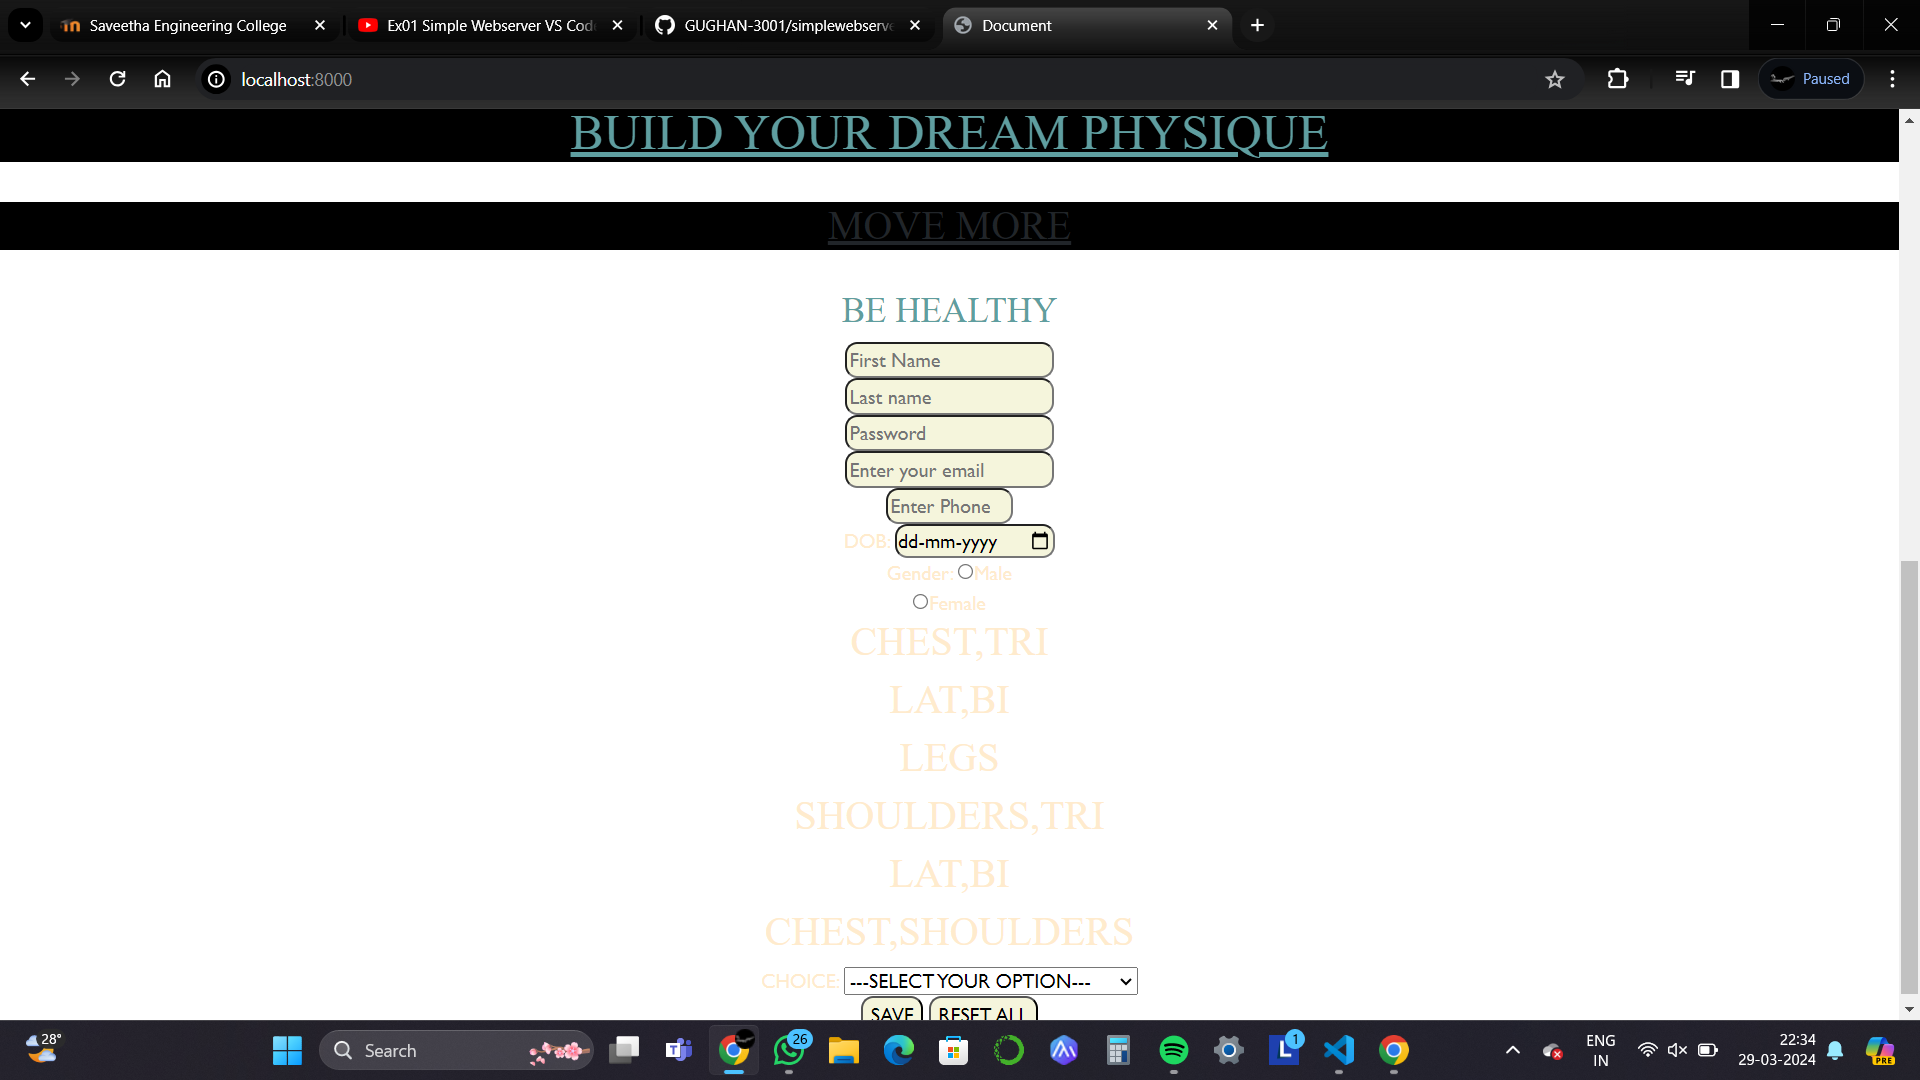 Saveetha Engineering College
Ex01 Simple Webserver VS Cod
GUGHAN-3001/simplewebserve
Document
localhost:8000
Paused
BUILD YOUR DREAM PHYSIQUE
MOVE MORE
BE HEALTHY
First Name
Last name
Password
Enter your email
Enter Phone
DOB: dd-mm-yyyy
Gender: Male
Female
CHEST,TRI
LAT,BI
LEGS
SHOULDERS,TRI
LAT,BI
CHEST,SHOULDERS
CHOICE: ---SELECT YOUR OPTION---
SAVE RESET ALL
28°
Search
26
1
ENG
IN
22:34
29-03-2024
PRE